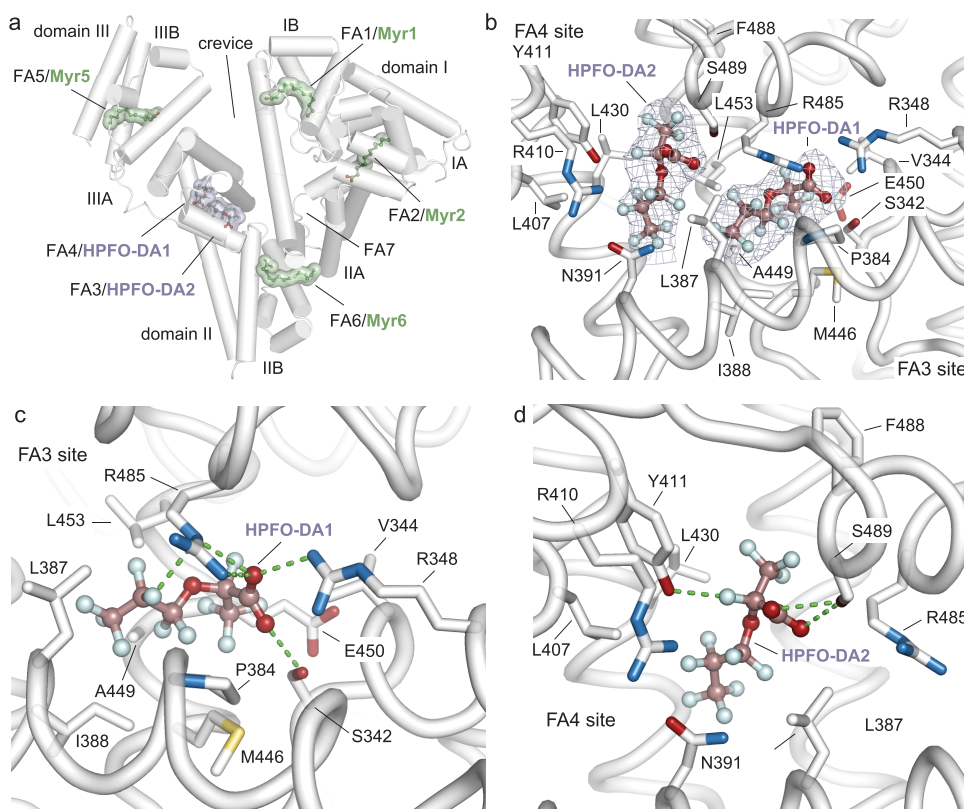 a
domain III
IIIB
crevice
IB
FA1/Myr1
domain I
FA5/Myr5
IA
IIIA
FA2/Myr2
FA4/HPFO-DA1
FA7
FA3/HPFO-DA2
IIA
FA6/Myr6
domain II
IIB
b
FA4 site
F488
Y411
HPFO-DA2
S489
L430
L453
R485
R348
HPFO-DA1
R410
V344
E450
L407
S342
N391
L387
A449
P384
M446
I388
FA3 site
c
FA3 site
R485
L453
HPFO-DA1
V344
R348
L387
E450
A449
P384
I388
M446
S342
d
F488
R410
Y411
L430
S489
R485
L407
HPFO-DA2
FA4 site
L387
N391